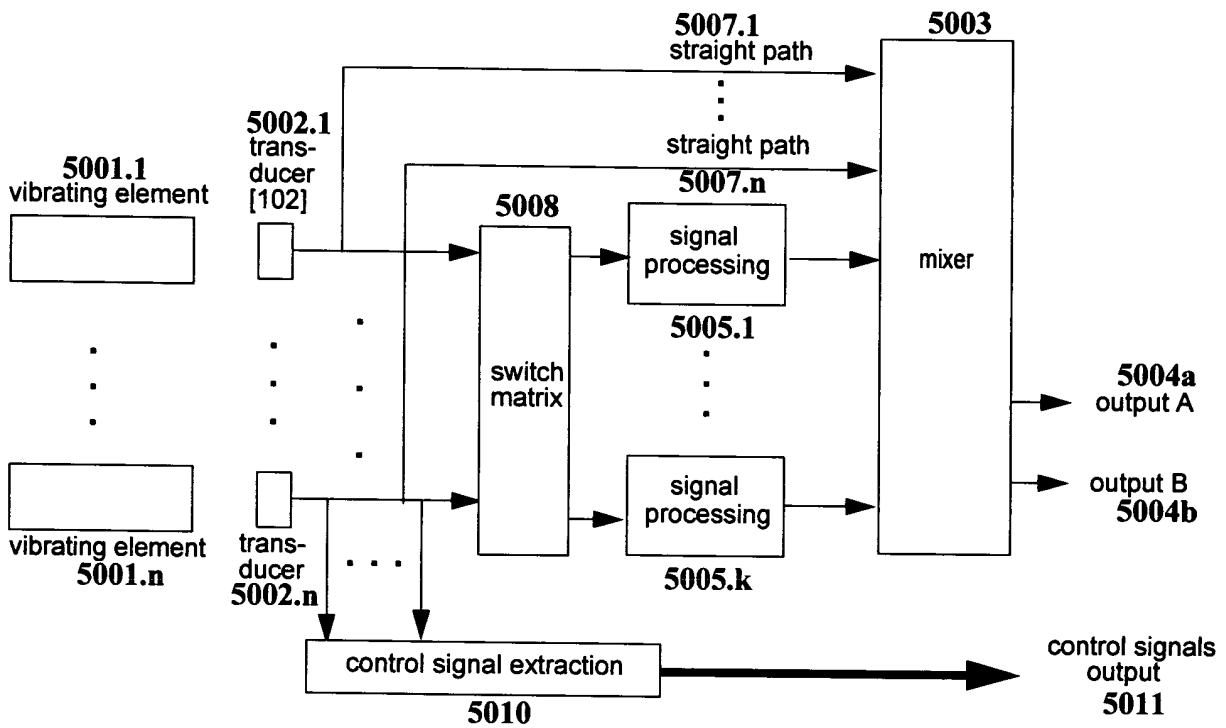 5007.1
straight path
5003
5002.1
trans-
ducer
[102]
straight path
5007.n
5001.1
vibrating element
5008
signal
processing
5005.1
mixer
switch
matrix
5004a
output A
signal
processing
5005.k
output B
5004b
vibrating element
5001.n
trans-
ducer
5002.n
control signal extraction
5010
control signals
output
5011